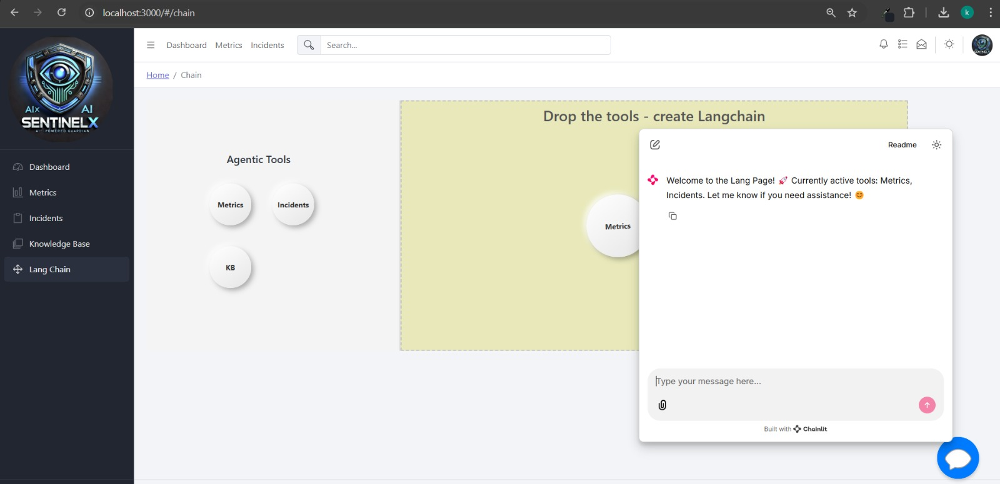 localhost:3000/#/chain
k
AIx AI
SENTINELX
AI - POWERED GUARDIAN
Dashboard
Metrics
Incidents
Knowledge Base
Lang Chain
Dashboard Metrics Incidents Search...
Home / Chain
Agentic Tools
Metrics Incidents
KB
Drop the tools - create Langchain
Metrics
Readme
Welcome to the Lang Page! 🚀 Currently active tools: Metrics,
Incidents. Let me know if you need assistance! 😊
Type your message here...
Built with Chainlit